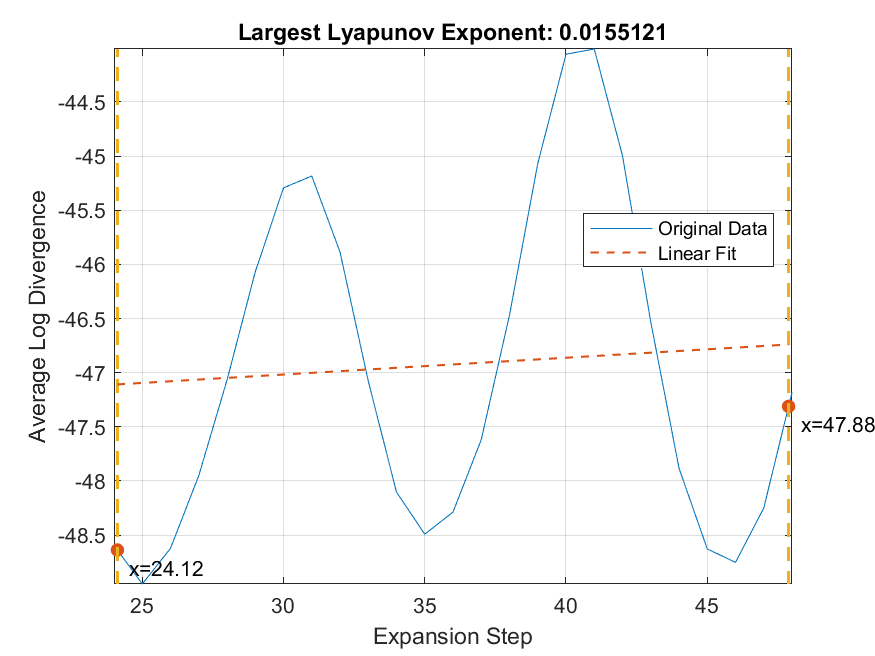 Largest Lyapunov Exponent: 0.0155121
-44.5
-45
-45.5
-46
-46.5
-47
-47.5
-48
-48.5
Average Log Divergence
Original Data
Linear Fit
x=47.88
x=24.12
25 30 35 40 45
Expansion Step